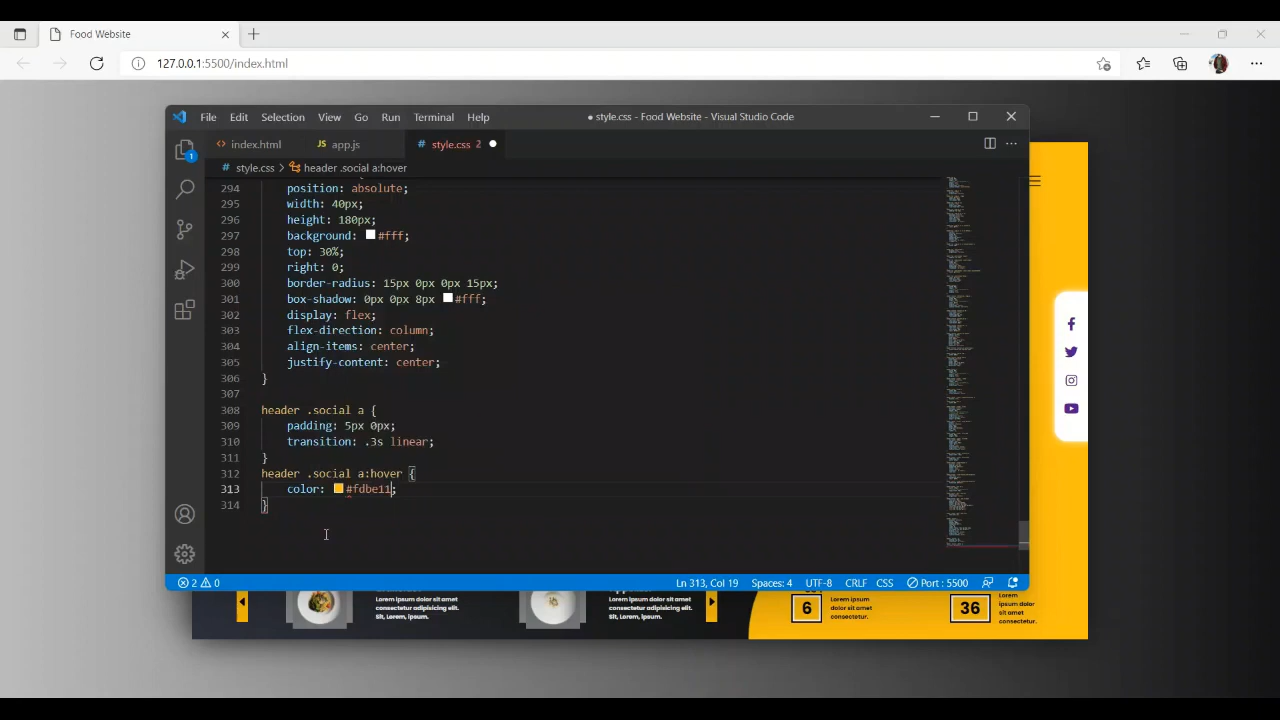 Food Website
127.0.0.1:5500/index.html
File Edit Selection View Go Run Terminal Help
● style.css - Food Website - Visual Studio Code
index.html
app.js
# style.css 2
# style.css > header .social a:hover
1
294 position: absolute;
295 width: 40px;
296 height: 180px;
297 background: #fff;
298 top: 30%;
299 right: 0;
300 border-radius: 15px 0px 0px 15px;
301 box-shadow: 0px 0px 8px #fff;
302 display: flex;
303 flex-direction: column;
304 align-items: center;
305 justify-content: center;
306 }
307
308 header .social a {
309 padding: 5px 0px;
310 transition: .3s linear;
311 }
312 header .social a:hover {
313 color: #fdbe11;
314 }
2 0
Ln 313, Col 19 Spaces: 4 UTF-8 CRLF CSS Port : 5500
Lorem ipsum dolor sit amet
consectetur adipisicing elit.
Sit, Lorem, Ipsum.
Lorem ipsum dolor sit amet
consectetur adipisicing elit.
Sit, Lorem, Ipsum.
6
Lorem ipsum
dolor sit amet
consectetur.
36
Lorem
ipsum dolor
sit amet
consectetur.